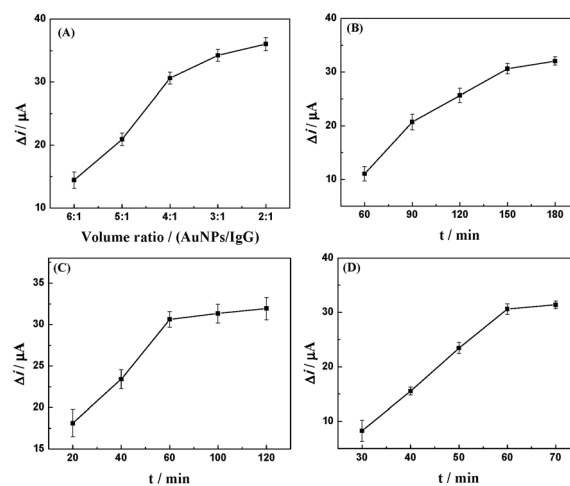 (A)
40
30
20
10
Δi / μA
6:1 5:1 4:1 3:1 2:1
Volume ratio / (AuNPs/IgG)
(B)
40
30
20
10
Δi / μA
60 90 120 150 180
t / min
(C)
35
30
25
20
15
Δi / μA
20 40 60 100 120
t / min
(D)
40
30
20
10
Δi / μA
30 40 50 60 70
t / min